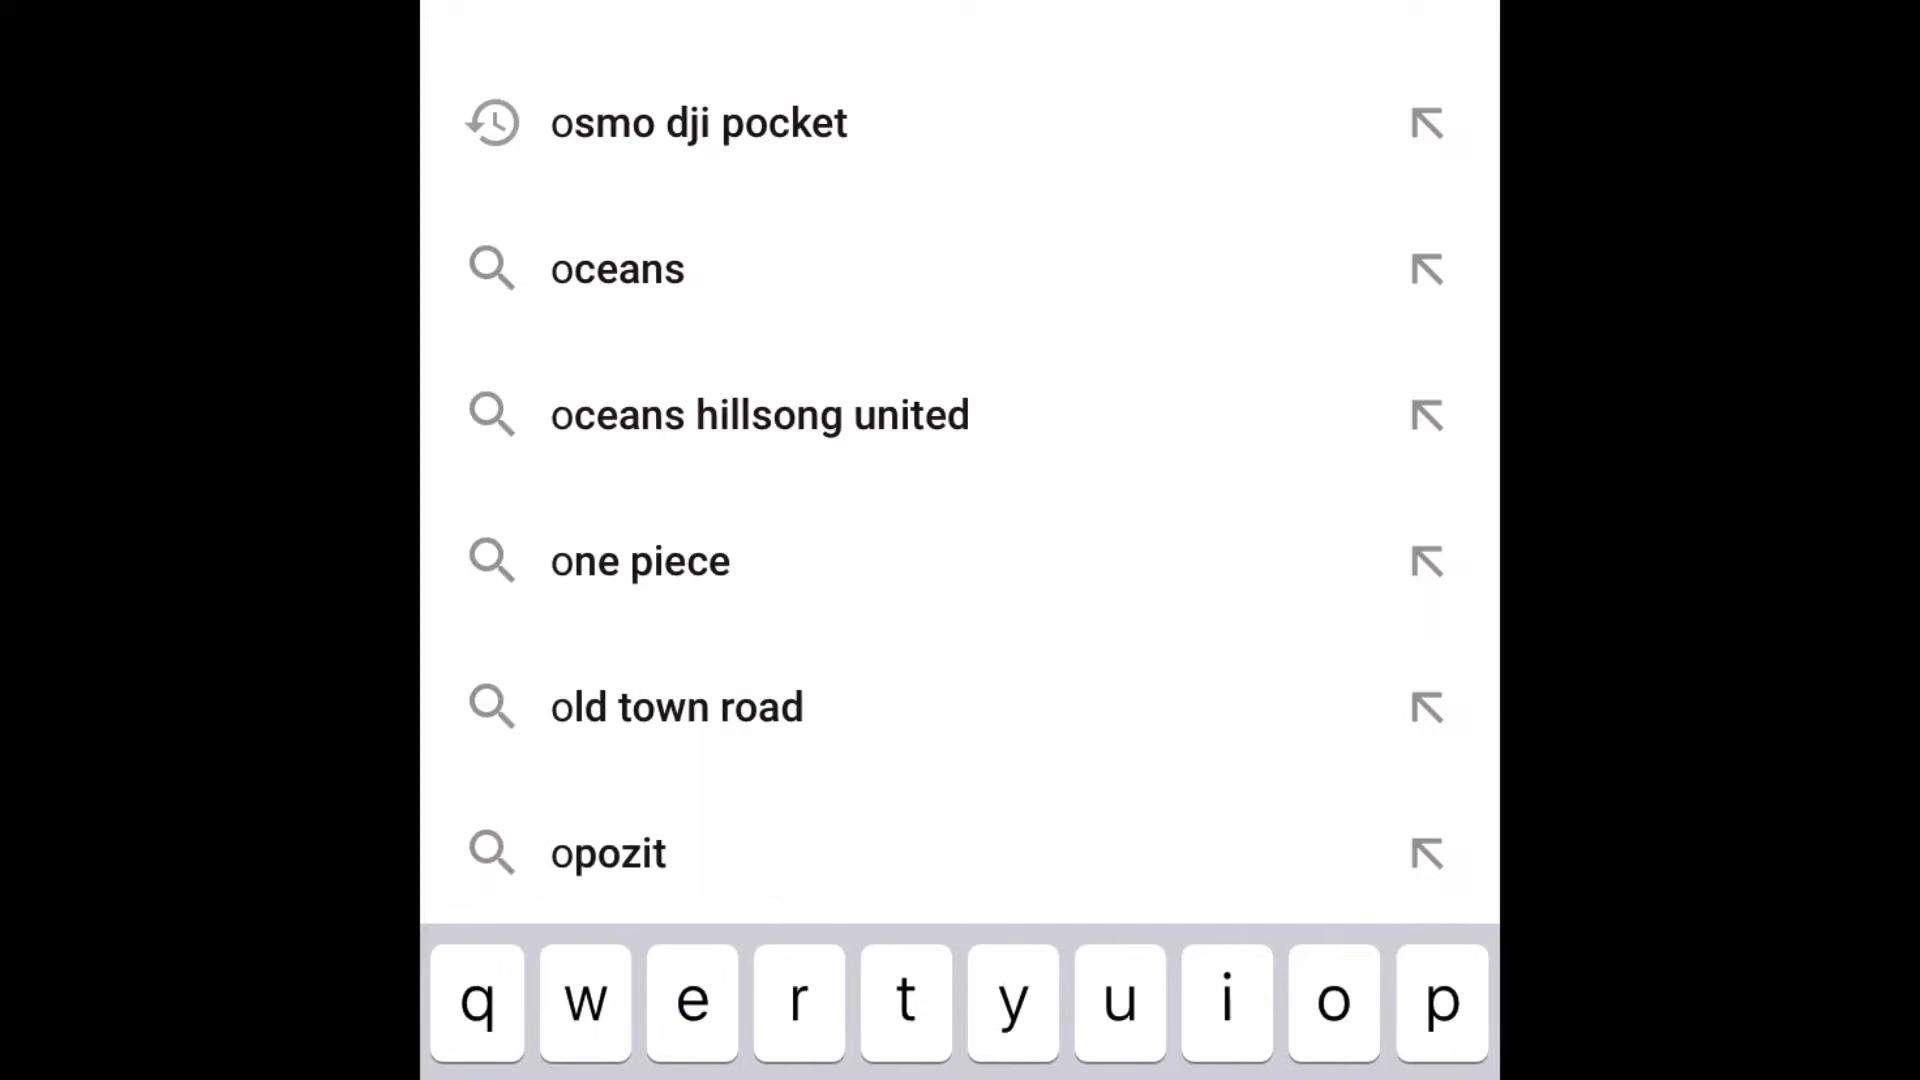 osmo dji pocket
oceans
oceans hillsong united
one piece
old town road
opozit
q w e r t y u i o p